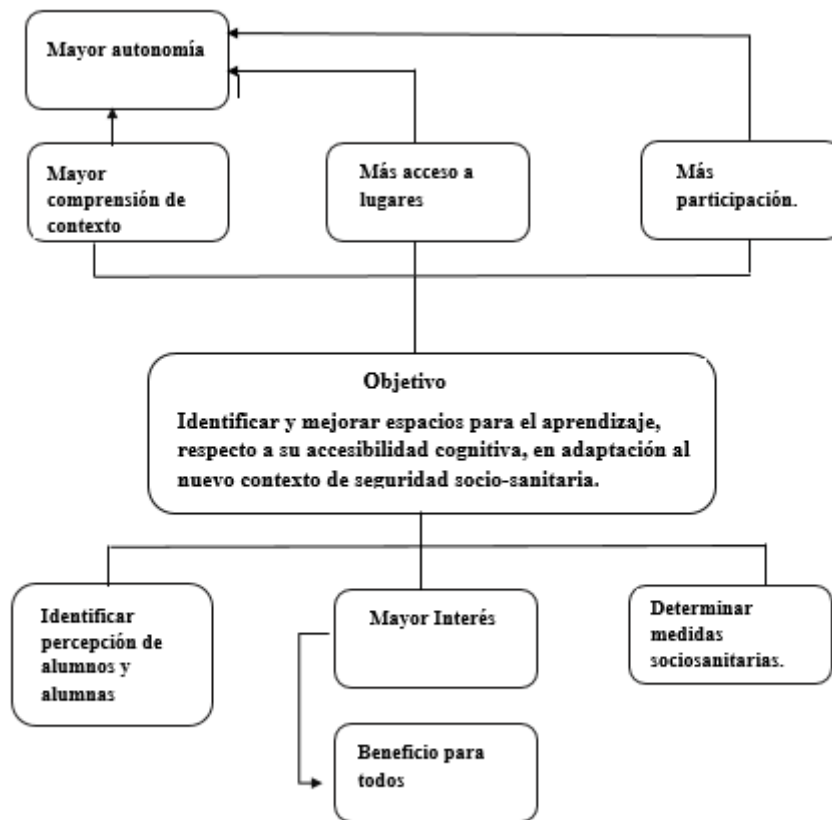 Mayor autonomía
Mayor
comprensión de
contexto
Más acceso a
lugares
Más
participación.
Objetivo
Identificar y mejorar espacios para el aprendizaje,
respecto a su accesibilidad cognitiva, en adaptación al
nuevo contexto de seguridad socio-sanitaria.
Identificar
percepción de
alumnos y
alumnas
Mayor Interés
Determinar
medidas
sociosanitarias.
Beneficio para
todos